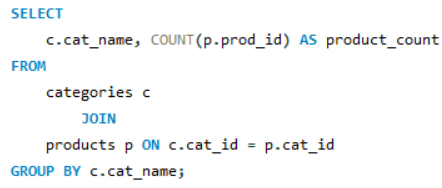 SELECT
    c.cat_name, COUNT(p.prod_id) AS product_count
FROM
    categories c
        JOIN
    products p ON c.cat_id = p.cat_id
GROUP BY c.cat_name;